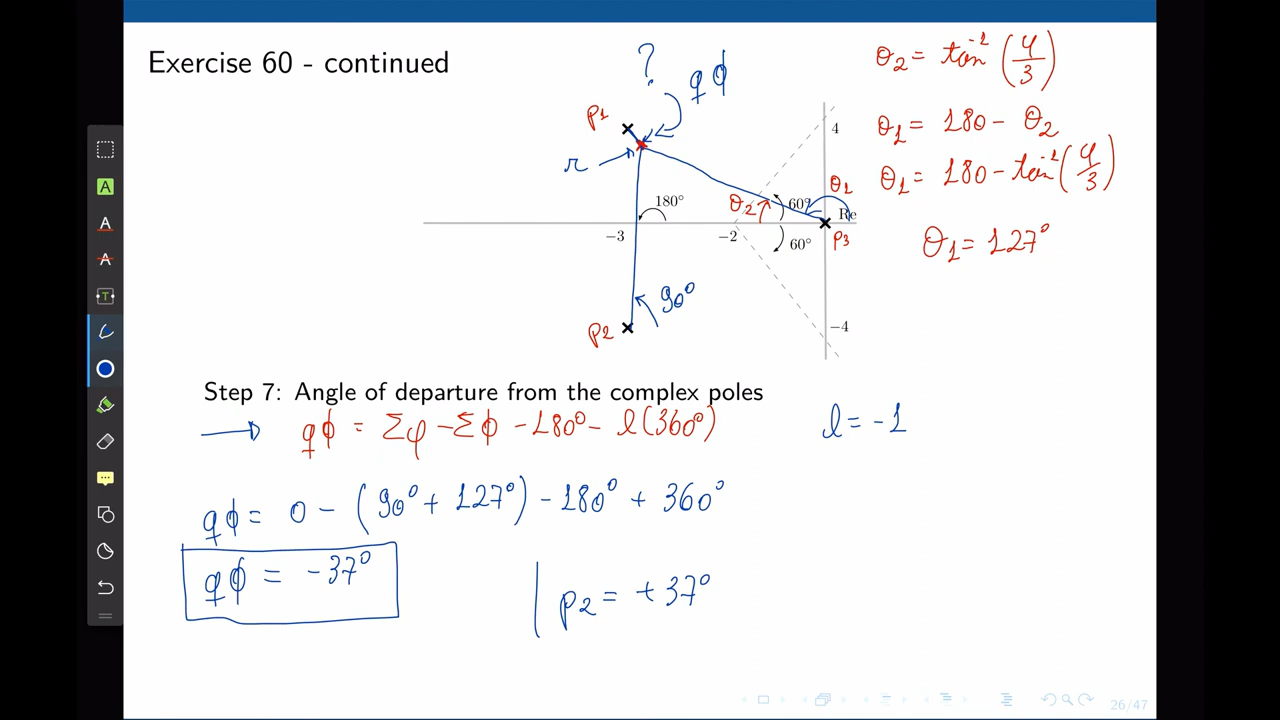 Exercise 60 - continued
?
qϕ
p1
r
180°
-3
-2
θ2
60°
60°
4
θ1
Re
p3
-4
90°
p2
θ2 = tan⁻¹(4/3)
θ1 = 180 - θ2
θ1 = 180 - tan⁻¹(4/3)
θ1 = 127°
Step 7: Angle of departure from the complex poles
qϕ = Σφ - Σϕ - 180° - l(360°)
l = -1
qϕ = 0 - (90° + 127°) - 180° + 360°
qϕ = -37°
p2 = +37°
A
A
A
T
26/47